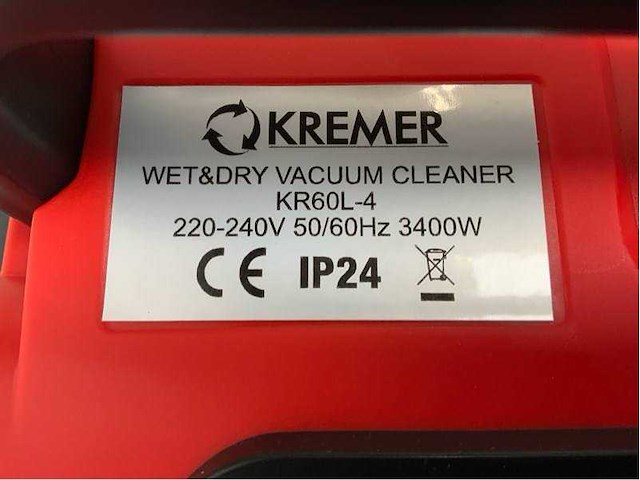 KREMER
WET&DRY VACUUM CLEANER
KR60L-4
220-240V 50/60Hz 3400W
CE IP24